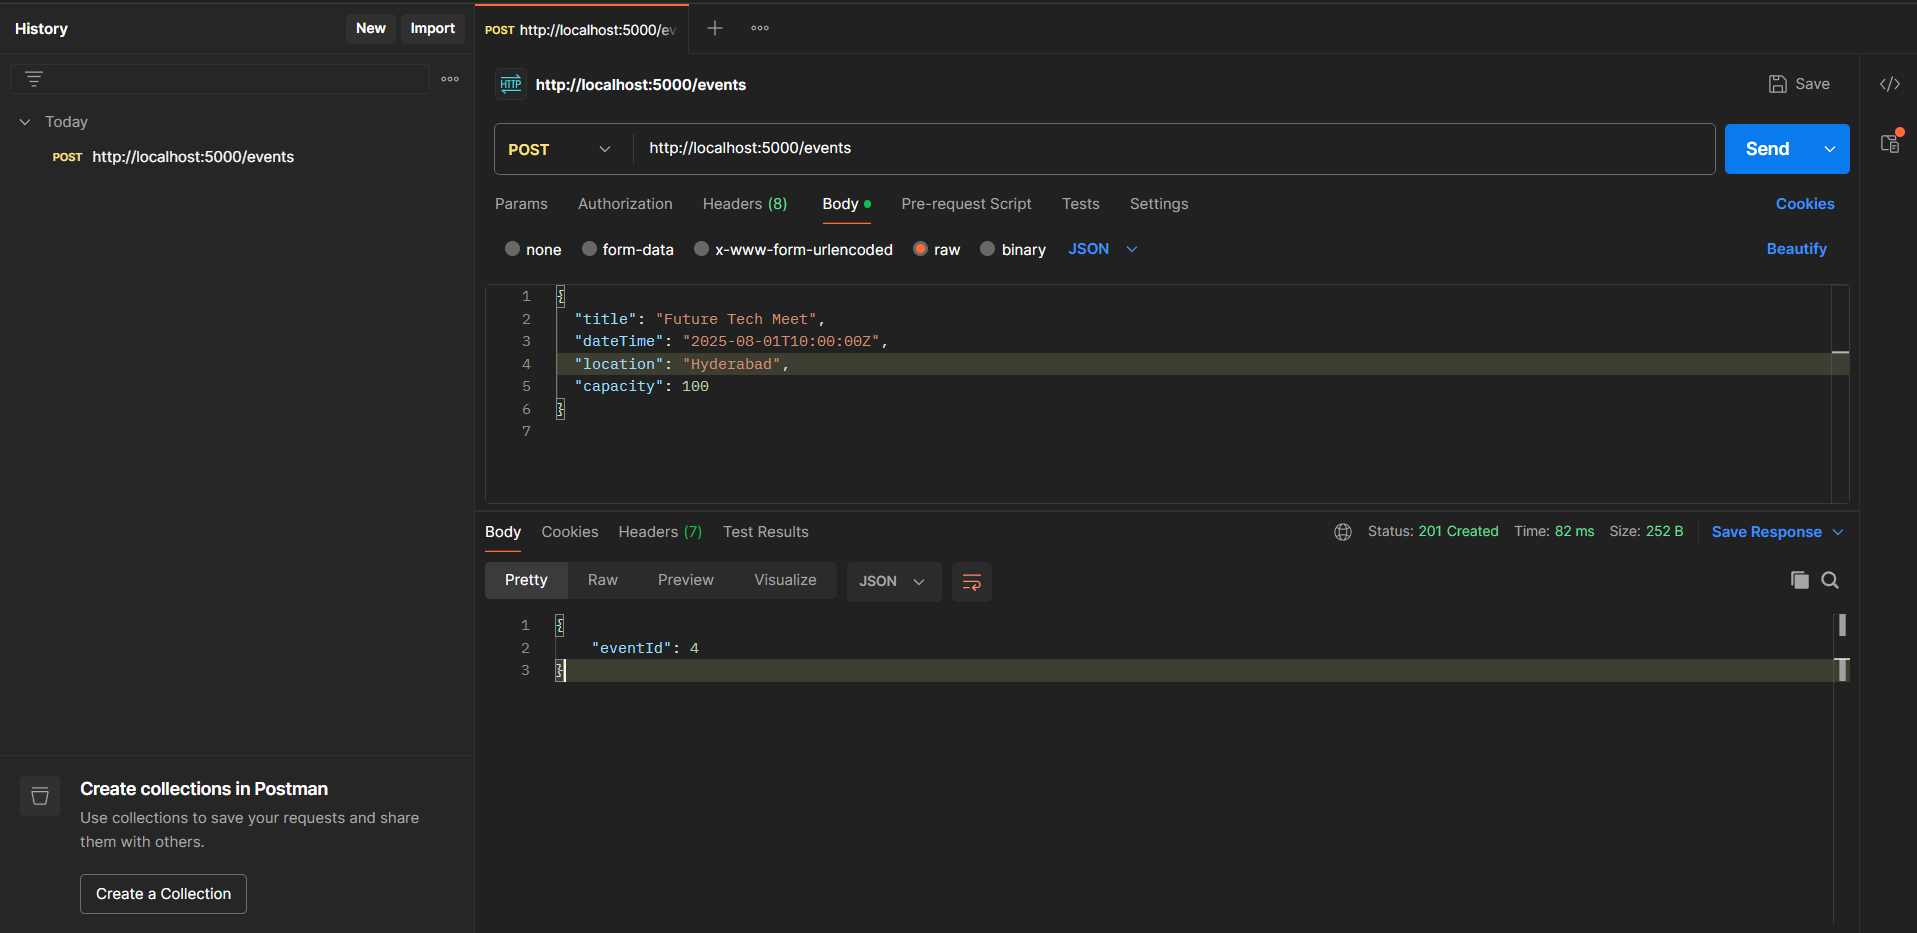 History
New
Import
Today
POST http://localhost:5000/events
Create collections in Postman
Use collections to save your requests and share
them with others.
Create a Collection
POST http://localhost:5000/ev
HTTP http://localhost:5000/events
Save
POST
http://localhost:5000/events
Send
Params
Authorization
Headers (8)
Body
Pre-request Script
Tests
Settings
Cookies
none
form-data
x-www-form-urlencoded
raw
binary
JSON
Beautify
1 {
2 "title": "Future Tech Meet",
3 "dateTime": "2025-08-01T10:00:00Z",
4 "location": "Hyderabad",
5 "capacity": 100
6 }
7
Body
Cookies
Headers (7)
Test Results
Status: 201 Created
Time: 82 ms
Size: 252 B
Save Response
Pretty
Raw
Preview
Visualize
JSON
1 {
2 "eventId": 4
3 }